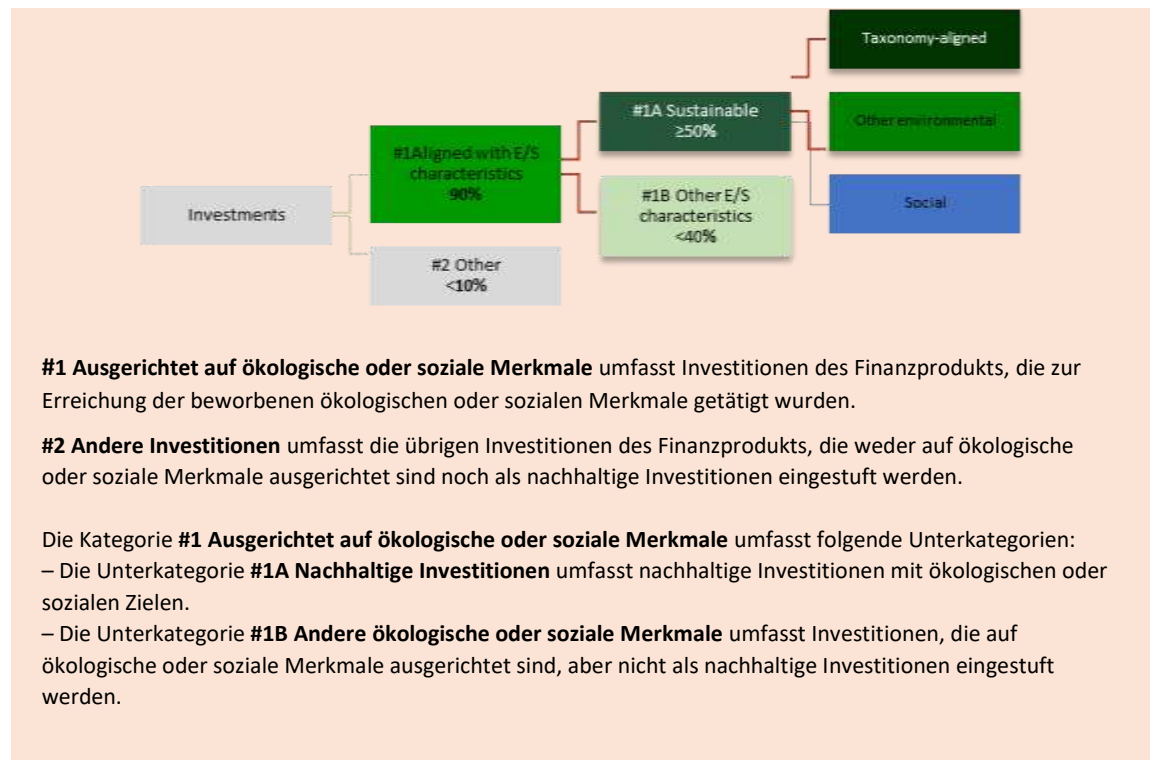 Taxonomy-aligned
#1A Sustainable
≥50%
Other environmental
#1Aligned with E/S
characteristics
90%
#1B Other E/S
characteristics
<40%
Social
Investments
#2 Other
<10%
#1 Ausgerichtet auf ökologische oder soziale Merkmale umfasst Investitionen des Finanzprodukts, die zur
Erreichung der beworbenen ökologischen oder sozialen Merkmale getätigt wurden.
#2 Andere Investitionen umfasst die übrigen Investitionen des Finanzprodukts, die weder auf ökologische
oder soziale Merkmale ausgerichtet sind noch als nachhaltige Investitionen eingestuft werden.
Die Kategorie #1 Ausgerichtet auf ökologische oder soziale Merkmale umfasst folgende Unterkategorien:
– Die Unterkategorie #1A Nachhaltige Investitionen umfasst nachhaltige Investitionen mit ökologischen oder
sozialen Zielen.
– Die Unterkategorie #1B Andere ökologische oder soziale Merkmale umfasst Investitionen, die auf
ökologische oder soziale Merkmale ausgerichtet sind, aber nicht als nachhaltige Investitionen eingestuft
werden.